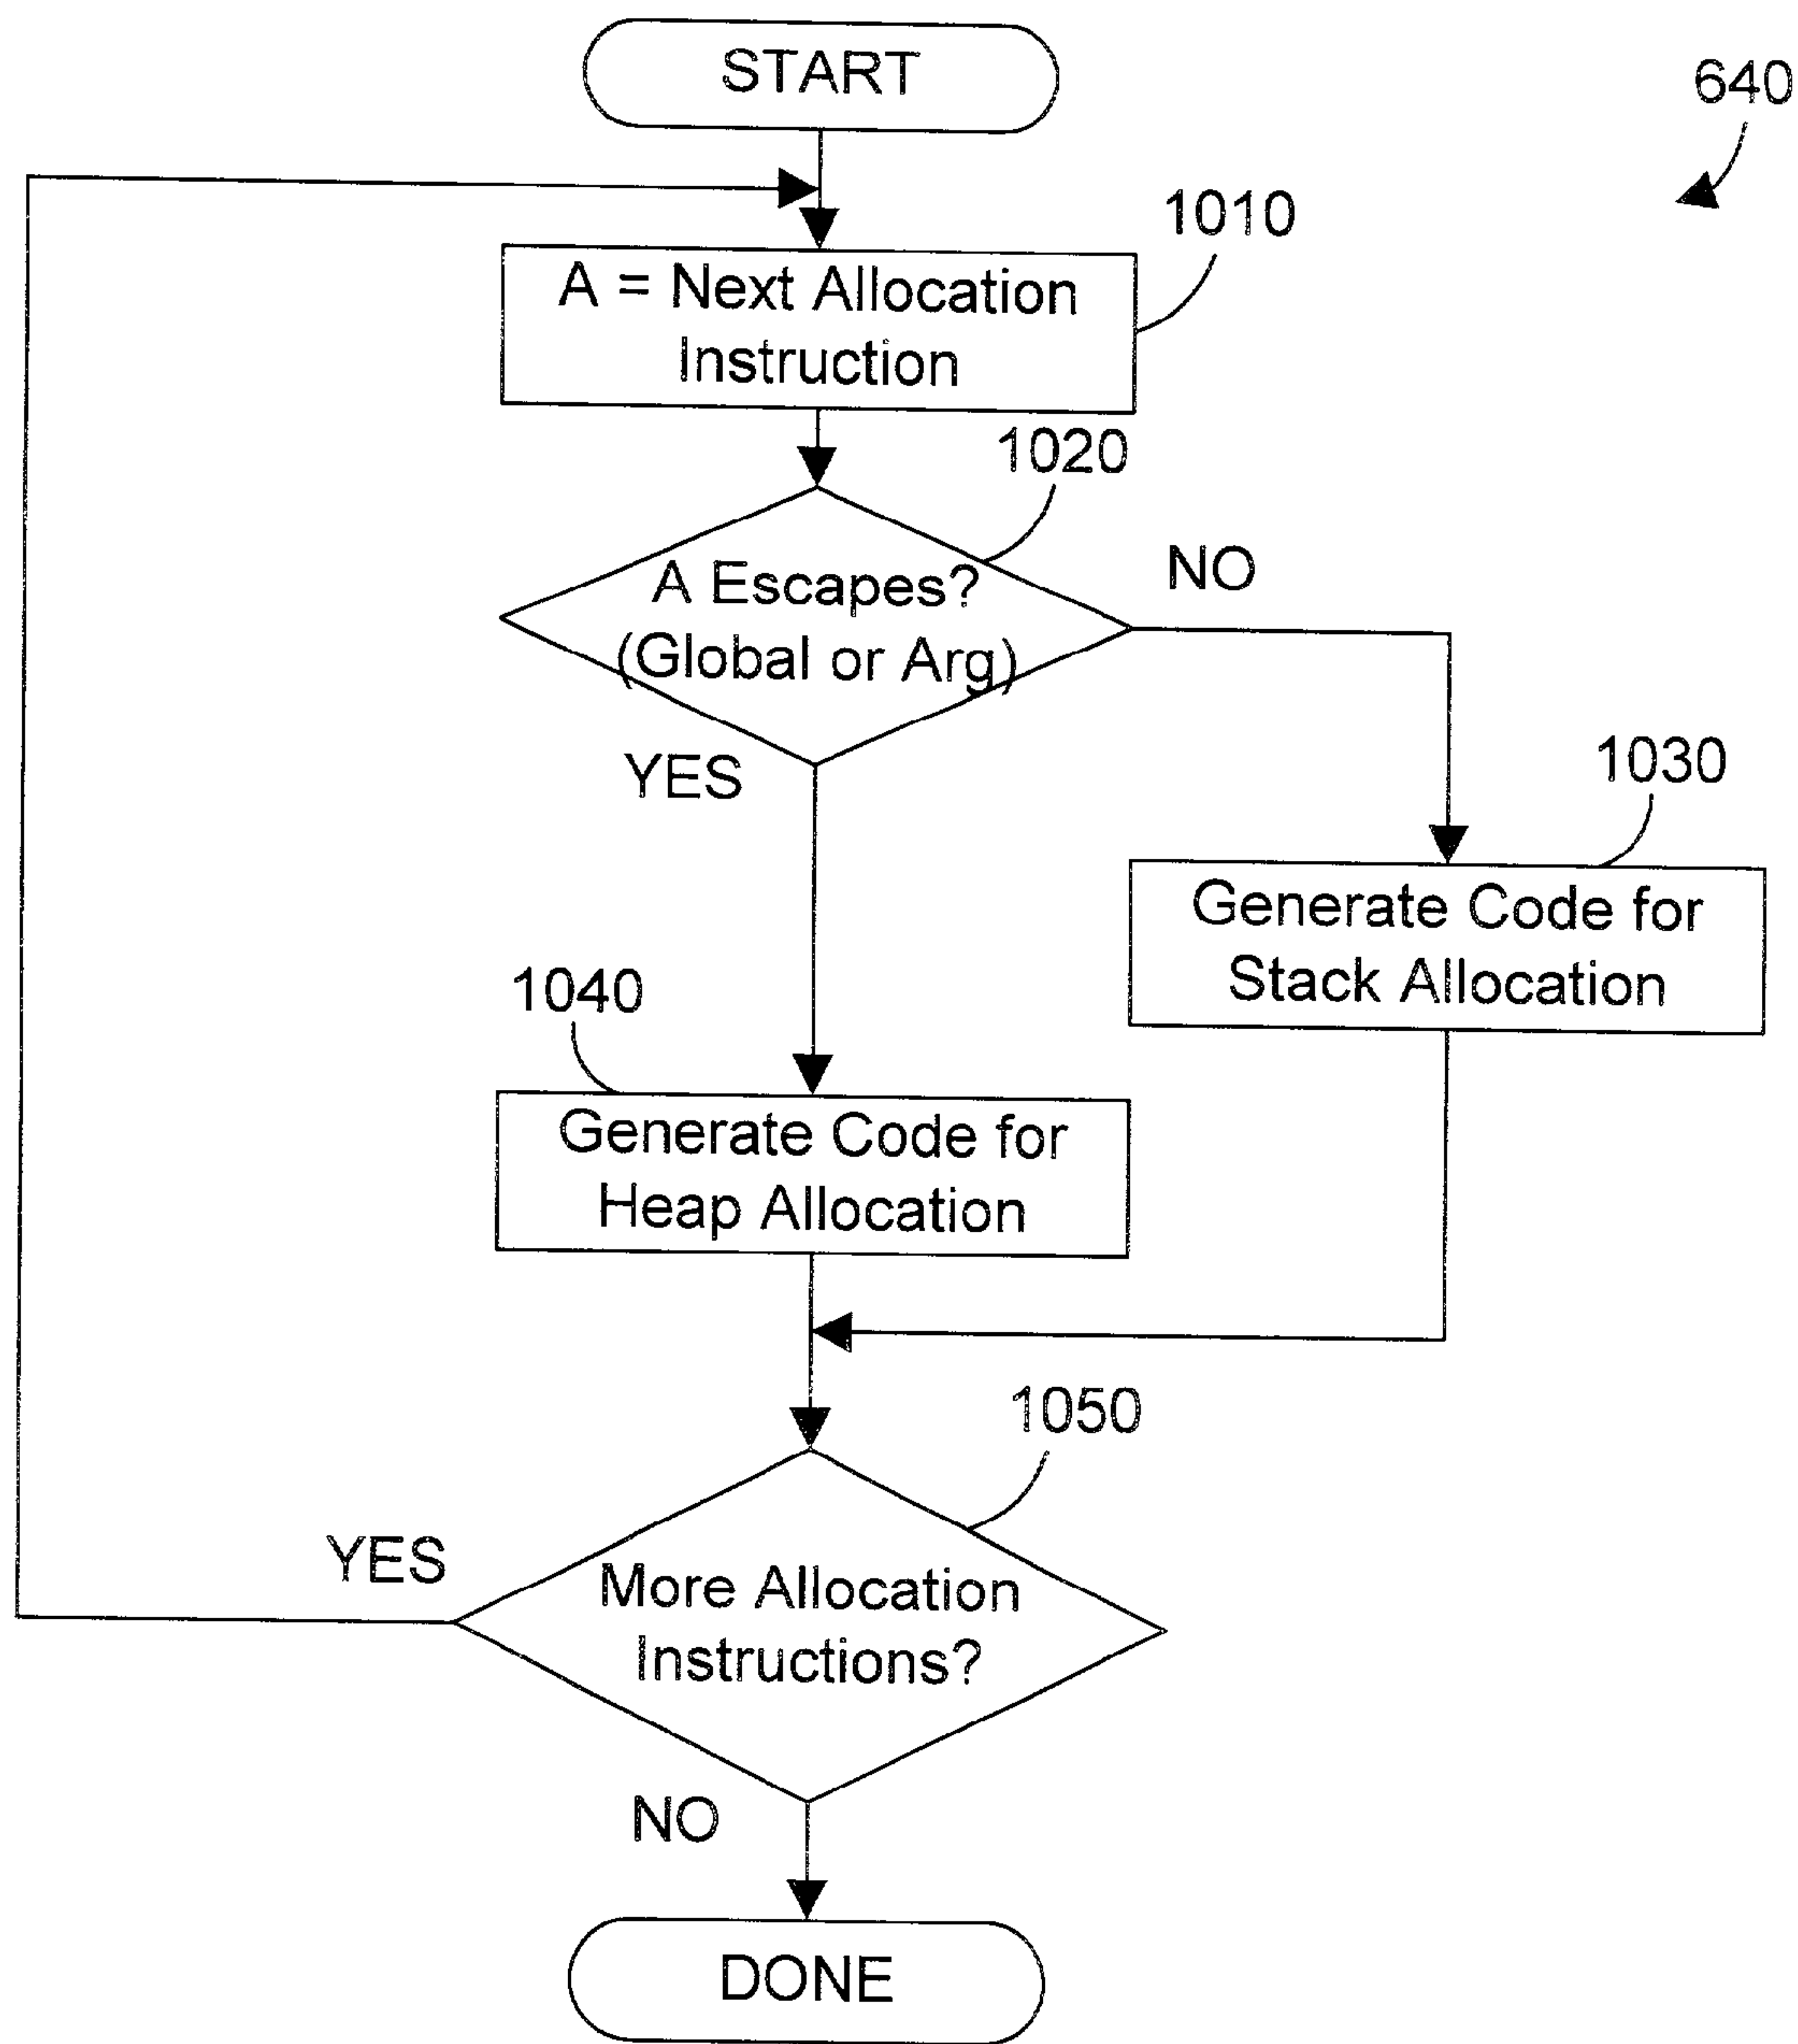 START
640
1010
A = Next Allocation
Instruction
1020
A Escapes?
(Global or Arg)
NO
YES
1030
Generate Code for
Stack Allocation
1040
Generate Code for
Heap Allocation
1050
YES
More Allocation
Instructions?
NO
DONE